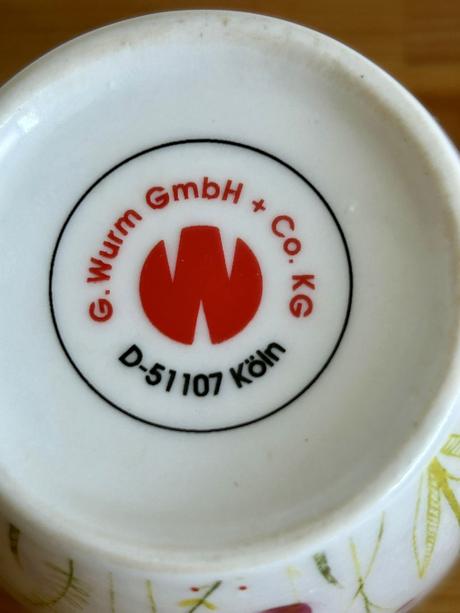 G. Wurm GmbH + Co. KG
W
D-51107 Köln